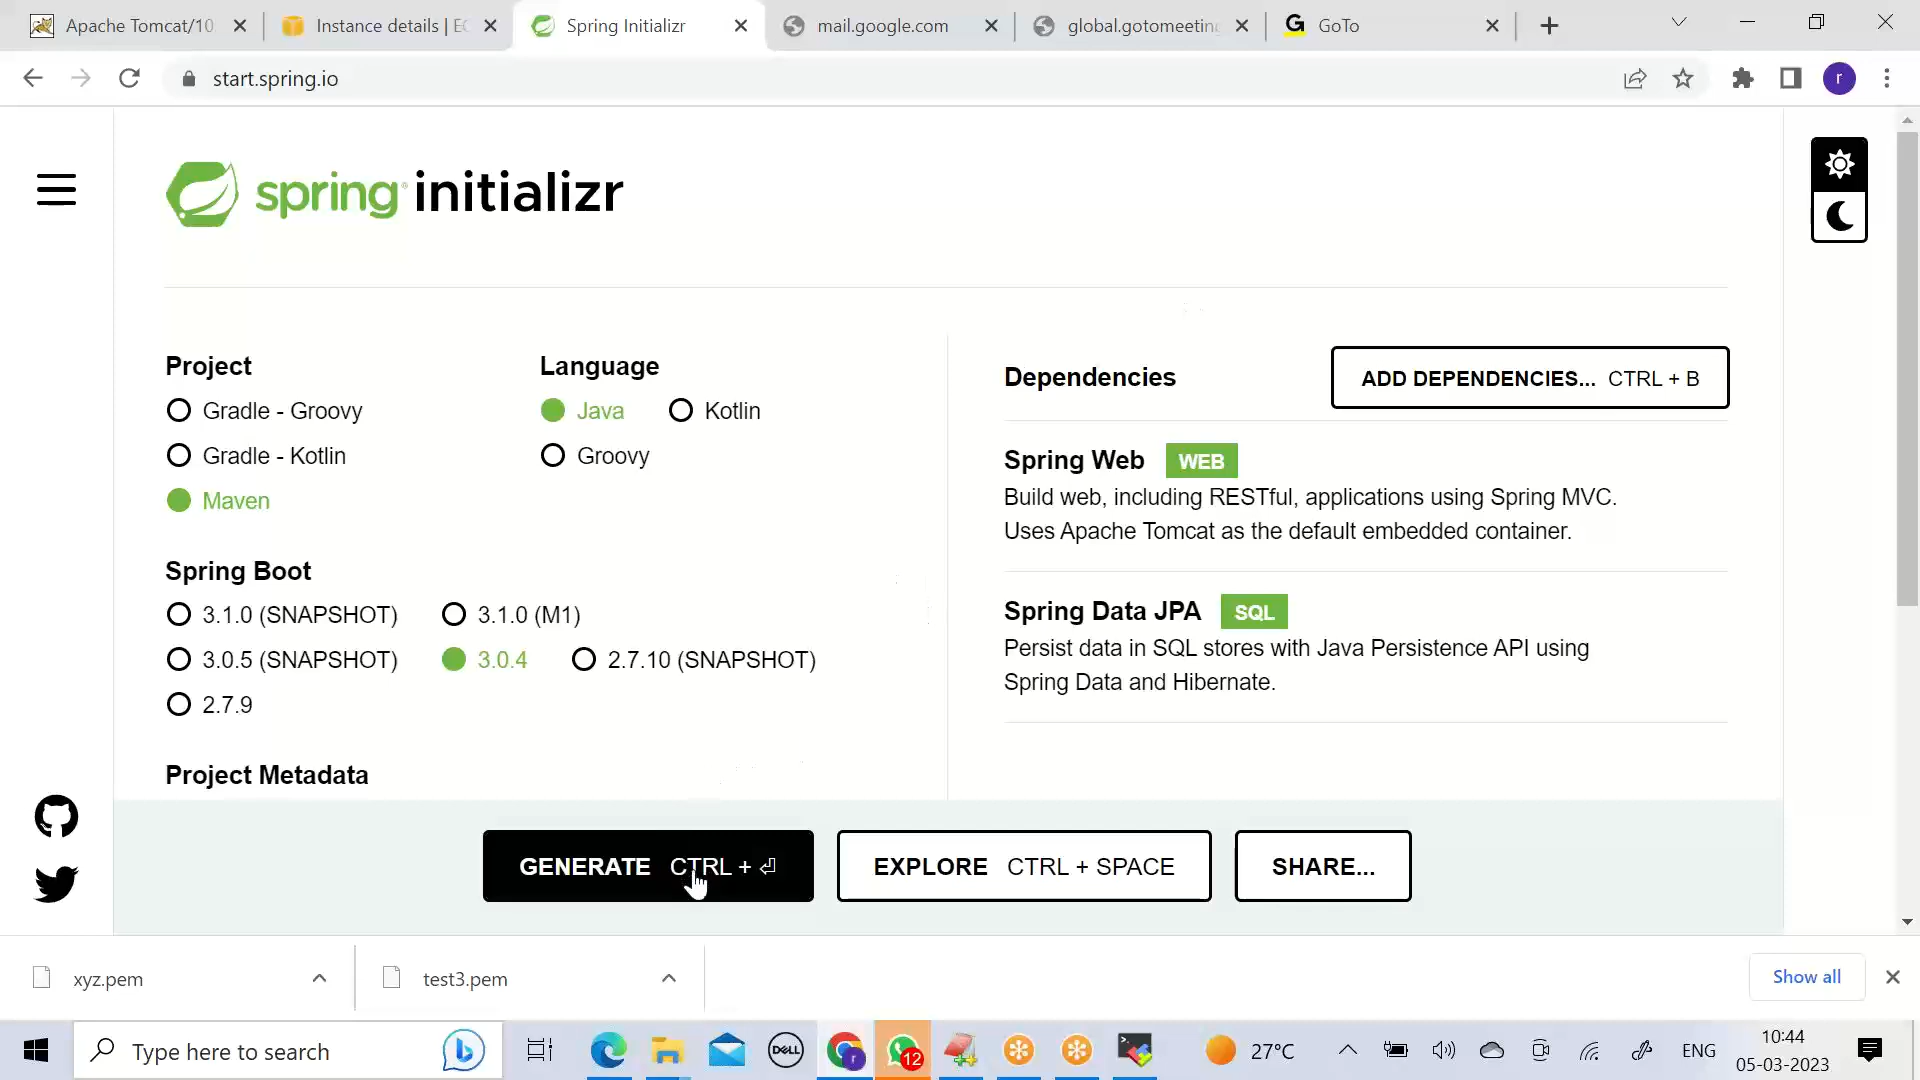 Apache Tomcat/10
Instance details | EC
Spring Initializr
mail.google.com
global.gotomeeting
GoTo
start.spring.io
r
spring initializr
Project
Gradle - Groovy
Gradle - Kotlin
Maven
Language
Java Kotlin
Groovy
Spring Boot
3.1.0 (SNAPSHOT) 3.1.0 (M1)
3.0.5 (SNAPSHOT) 3.0.4 2.7.10 (SNAPSHOT)
2.7.9
Project Metadata
Dependencies
ADD DEPENDENCIES... CTRL + B
Spring Web WEB
Build web, including RESTful, applications using Spring MVC.
Uses Apache Tomcat as the default embedded container.
Spring Data JPA SQL
Persist data in SQL stores with Java Persistence API using
Spring Data and Hibernate.
GENERATE CTRL + ⏎
EXPLORE CTRL + SPACE
SHARE...
xyz.pem
test3.pem
Show all
Type here to search
DELL
r
12
27°C
ENG
10:44
05-03-2023